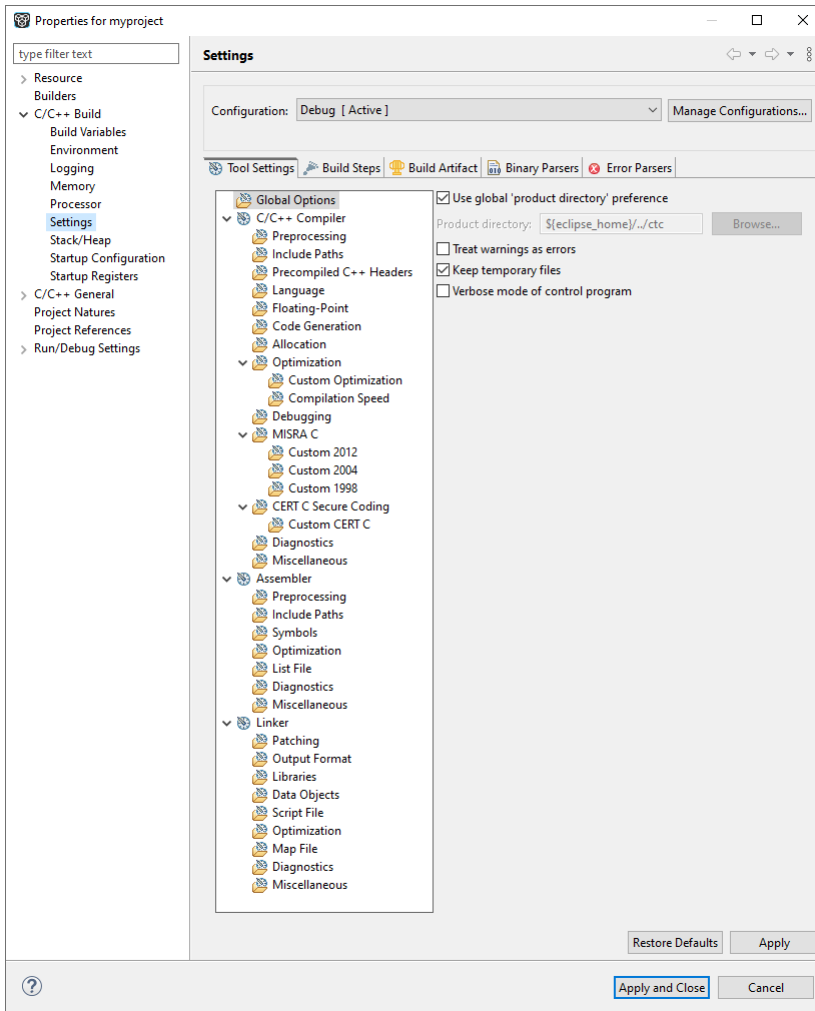 Properties for myproject
type filter text
Resource
Builders
C/C++ Build
Build Variables
Environment
Logging
Memory
Processor
Settings
Stack/Heap
Startup Configuration
Startup Registers
C/C++ General
Project Natures
Project References
Run/Debug Settings
Settings
Configuration: Debug [ Active ] Manage Configurations...
Tool Settings Build Steps Build Artifact Binary Parsers Error Parsers
Global Options
C/C++ Compiler
Preprocessing
Include Paths
Precompiled C++ Headers
Language
Floating-Point
Code Generation
Allocation
Optimization
Custom Optimization
Compilation Speed
Debugging
MISRA C
Custom 2012
Custom 2004
Custom 1998
CERT C Secure Coding
Custom CERT C
Diagnostics
Miscellaneous
Assembler
Preprocessing
Include Paths
Symbols
Optimization
List File
Diagnostics
Miscellaneous
Linker
Patching
Output Format
Libraries
Data Objects
Script File
Optimization
Map File
Diagnostics
Miscellaneous
Use global 'product directory' preference
Product directory: ${eclipse_home}/../ctc Browse...
Treat warnings as errors
Keep temporary files
Verbose mode of control program
Restore Defaults Apply
? Apply and Close Cancel